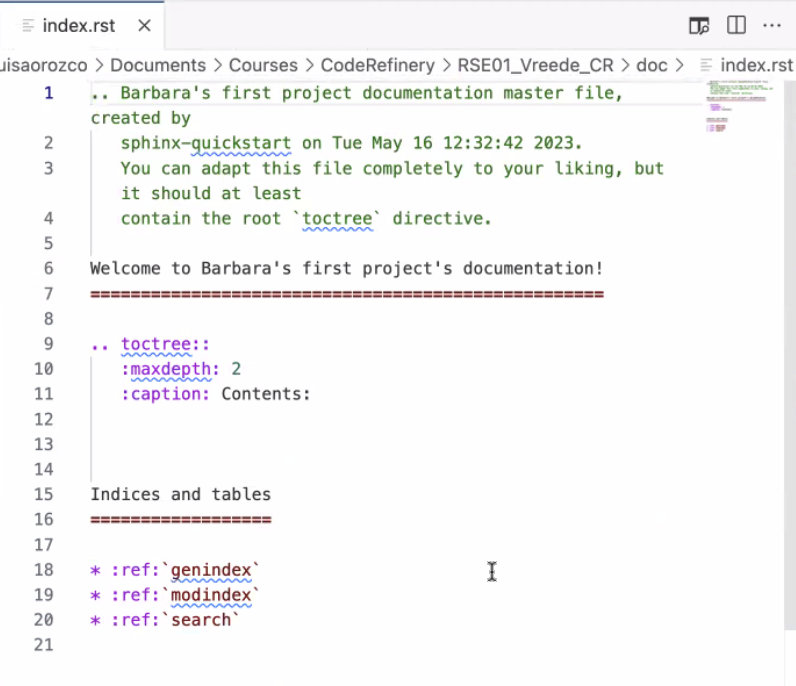 index.rst
uisaorozco > Documents > Courses > CodeRefinery > RSE01_Vreede_CR > doc > index.rst
1 .. Barbara's first project documentation master file,
created by
2 sphinx-quickstart on Tue May 16 12:32:42 2023.
3 You can adapt this file completely to your liking, but
it should at least
4 contain the root `toctree` directive.
5
6 Welcome to Barbara's first project's documentation!
7 ===================================================
8
9 .. toctree::
10 :maxdepth: 2
11 :caption: Contents:
12
13
14
15 Indices and tables
16 ==================
17
18 * :ref:`genindex`
19 * :ref:`modindex`
20 * :ref:`search`
21